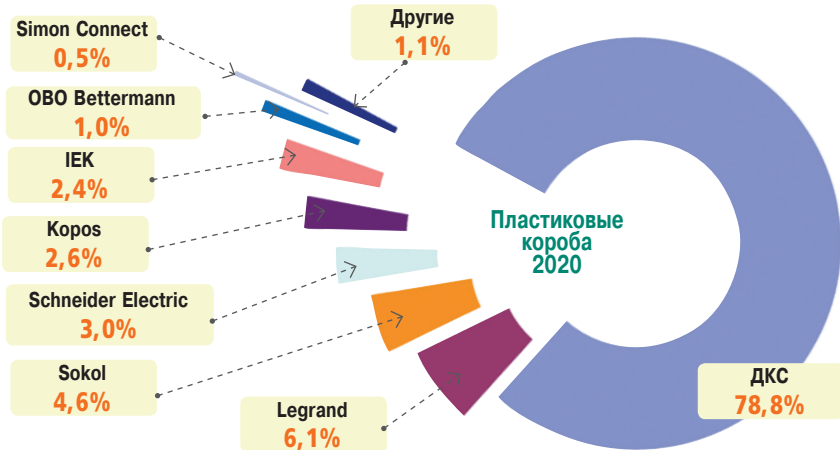 Simon Connect
0,5%
Другие
1,1%
OBO Bettermann
1,0%
IEK
2,4%
Kopos
2,6%
Schneider Electric
3,0%
Sokol
4,6%
Legrand
6,1%
Пластиковые
короба
2020
ДКС
78,8%